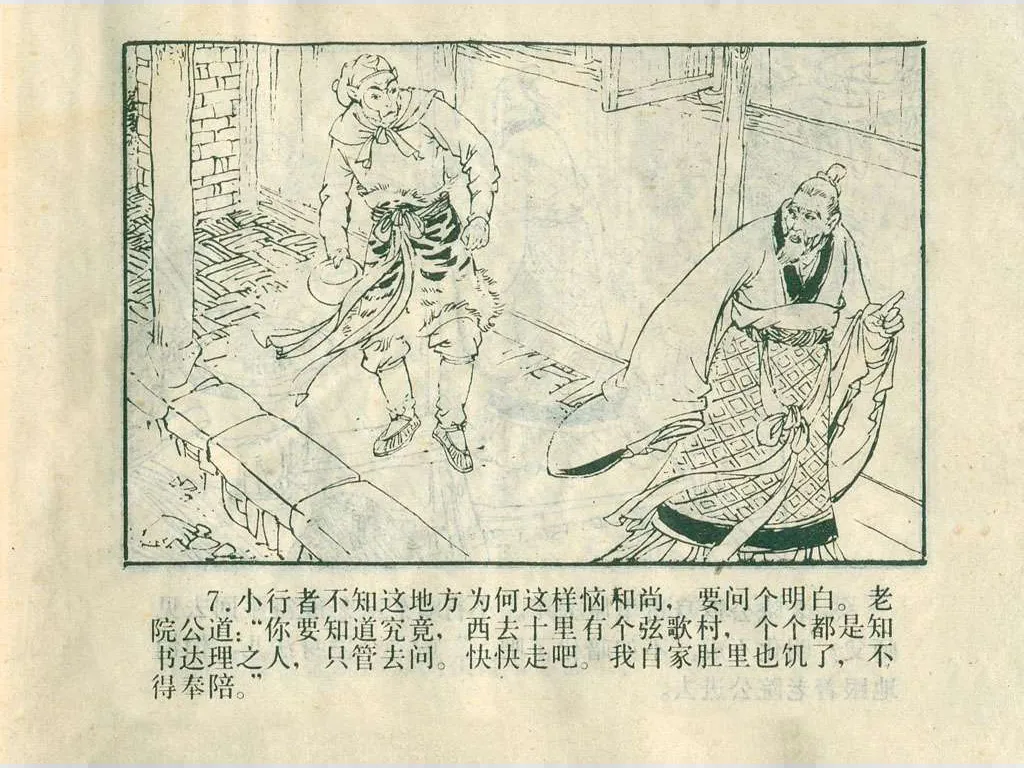 7.小行者不知这地方为何这样恼和尚，要问个明白。老
院公道：“你要知道究竟，西去十里有个弦歌村，个个都是知
书达理之人，只管去问。快快走吧。我自家肚里也饥了，不
得奉陪。”